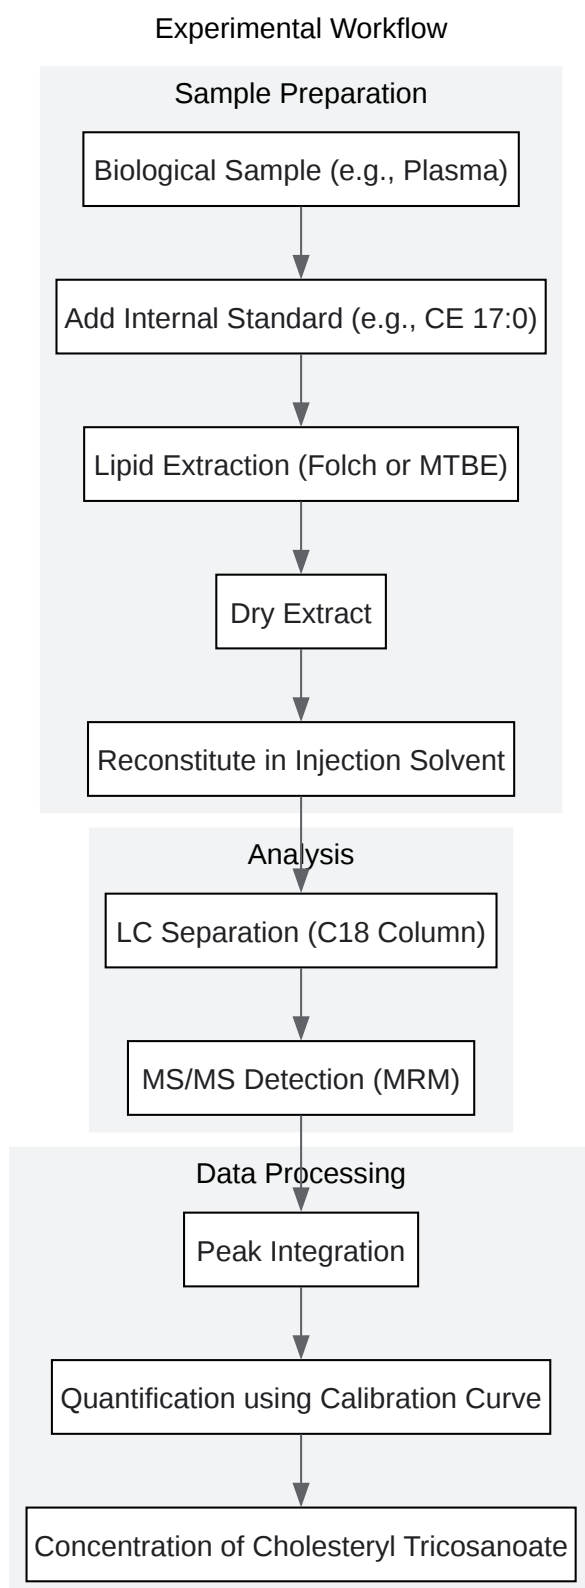 Experimental Workflow
Sample Preparation
Biological Sample (e.g., Plasma)
Add Internal Standard (e.g., CE 17:0)
Lipid Extraction (Folch or MTBE)
Dry Extract
Reconstitute in Injection Solvent
Analysis
LC Separation (C18 Column)
MS/MS Detection (MRM)
Data Processing
Peak Integration
Quantification using Calibration Curve
Concentration of Cholesteryl Tricosanoate